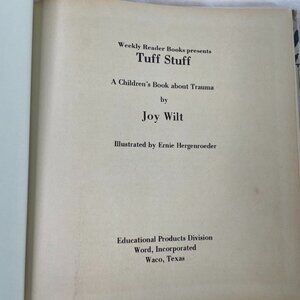 Weekly Reader Books presents
Tuff Stuff
A Children's Book about Trauma
by
Joy Wilt
Illustrated by Ernie Hergenroeder
Educational Products Division
Word, Incorporated
Waco, Texas